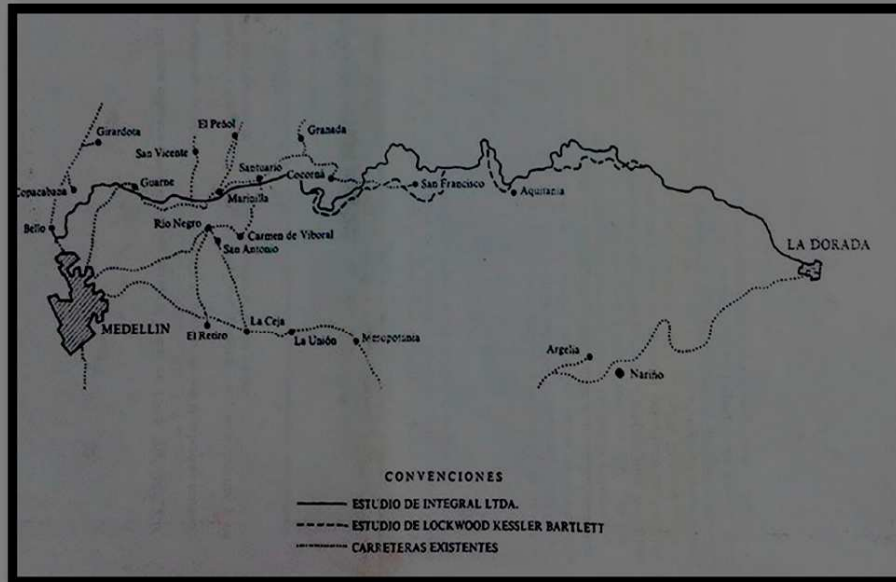 El Peñol
Granada
Girardota
San Vicente
Santuario
Cocorná
Copacabana
Guarne
Marinilla
San Francisco
Aquitania
Bello
Rio Negro
Carmen de Viboral
San Antonio
LA DORADA
MEDELLIN
El Retiro
La Ceja
La Unión
Mesopotania
Argelia
Nariño
CONVENCIONES
ESTUDIO DE INTEGRAL LTDA.
ESTUDIO DE LOCKWOOD KESSLER BARTLETT
CARRETERAS EXISTENTES